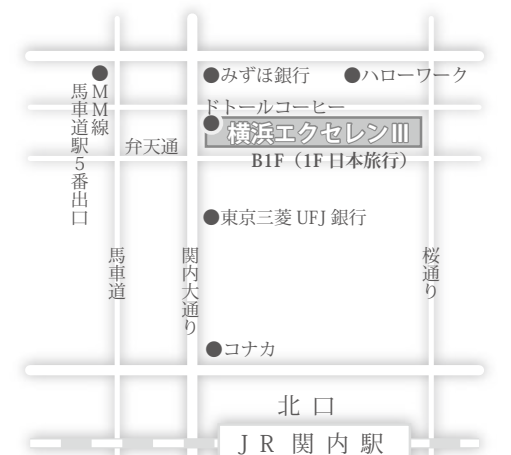 ●みずほ銀行
●ハローワーク
MM線
馬車道駅5番出口
ドトールコーヒー
横浜エクセレンⅢ
弁天通
B1F（1F 日本旅行）
●東京三菱 UFJ 銀行
馬車道
関内大通り
桜通り
●コナカ
北口
JR 関内駅